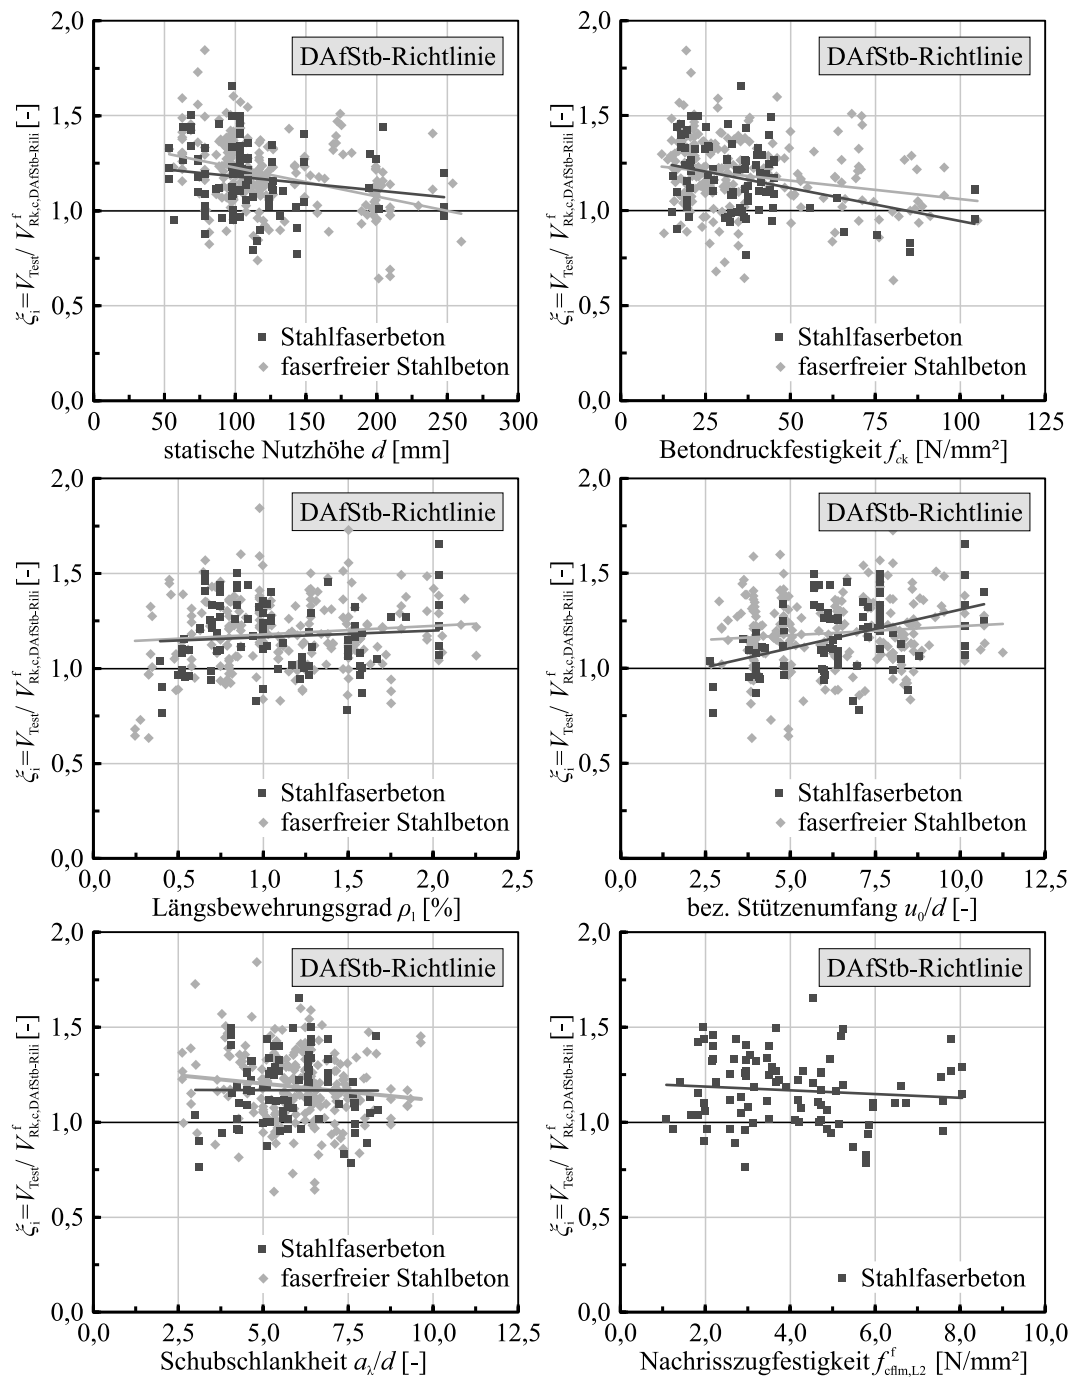 2,0
1,5
1,0
0,5
0,0
ξi = VTest / V^f Rk,c,DAfStb-Rili [-]
DAfStb-Richtlinie
Stahlfaserbeton
faserfreier Stahlbeton
0 50 100 150 200 250 300
statische Nutzhöhe d [mm]
2,0
1,5
1,0
0,5
0,0
ξi = VTest / V^f Rk,c,DAfStb-Rili [-]
DAfStb-Richtlinie
Stahlfaserbeton
faserfreier Stahlbeton
0 25 50 75 100 125
Betondruckfestigkeit fck [N/mm²]
2,0
1,5
1,0
0,5
0,0
ξi = VTest / V^f Rk,c,DAfStb-Rili [-]
DAfStb-Richtlinie
Stahlfaserbeton
faserfreier Stahlbeton
0,0 0,5 1,0 1,5 2,0 2,5
Längsbewehrungsgrad ρl [%]
2,0
1,5
1,0
0,5
0,0
ξi = VTest / V^f Rk,c,DAfStb-Rili [-]
DAfStb-Richtlinie
Stahlfaserbeton
faserfreier Stahlbeton
0,0 2,5 5,0 7,5 10,0 12,5
bez. Stützenumfang u0/d [-]
2,0
1,5
1,0
0,5
0,0
ξi = VTest / V^f Rk,c,DAfStb-Rili [-]
DAfStb-Richtlinie
Stahlfaserbeton
faserfreier Stahlbeton
0,0 2,5 5,0 7,5 10,0 12,5
Schubschlankheit aλ/d [-]
2,0
1,5
1,0
0,5
0,0
ξi = VTest / V^f Rk,c,DAfStb-Rili [-]
DAfStb-Richtlinie
Stahlfaserbeton
0,0 2,0 4,0 6,0 8,0 10,0
Nachrisszugfestigkeit f^f cflm,L2 [N/mm²]